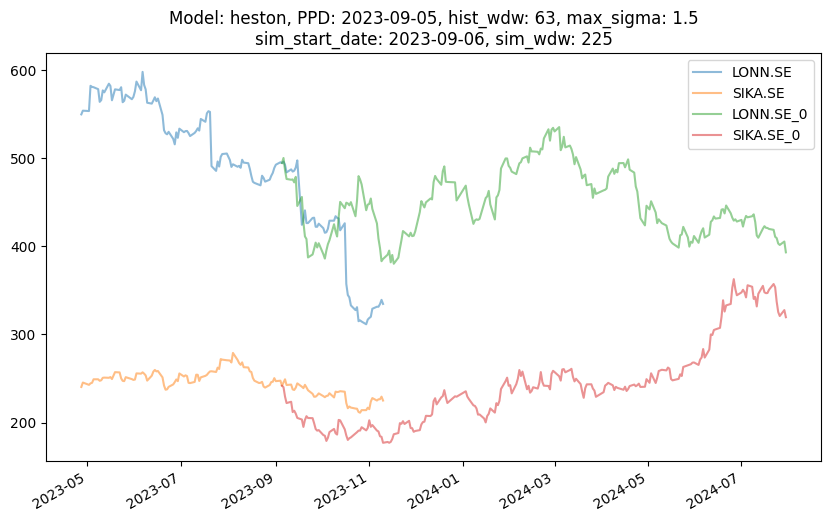 Model: heston, PPD: 2023-09-05, hist_wdw: 63, max_sigma: 1.5
sim_start_date: 2023-09-06, sim_wdw: 225
LONN.SE
SIKA.SE
LONN.SE_0
SIKA.SE_0
600
500
400
300
200
2023-05
2023-07
2023-09
2023-11
2024-01
2024-03
2024-05
2024-07